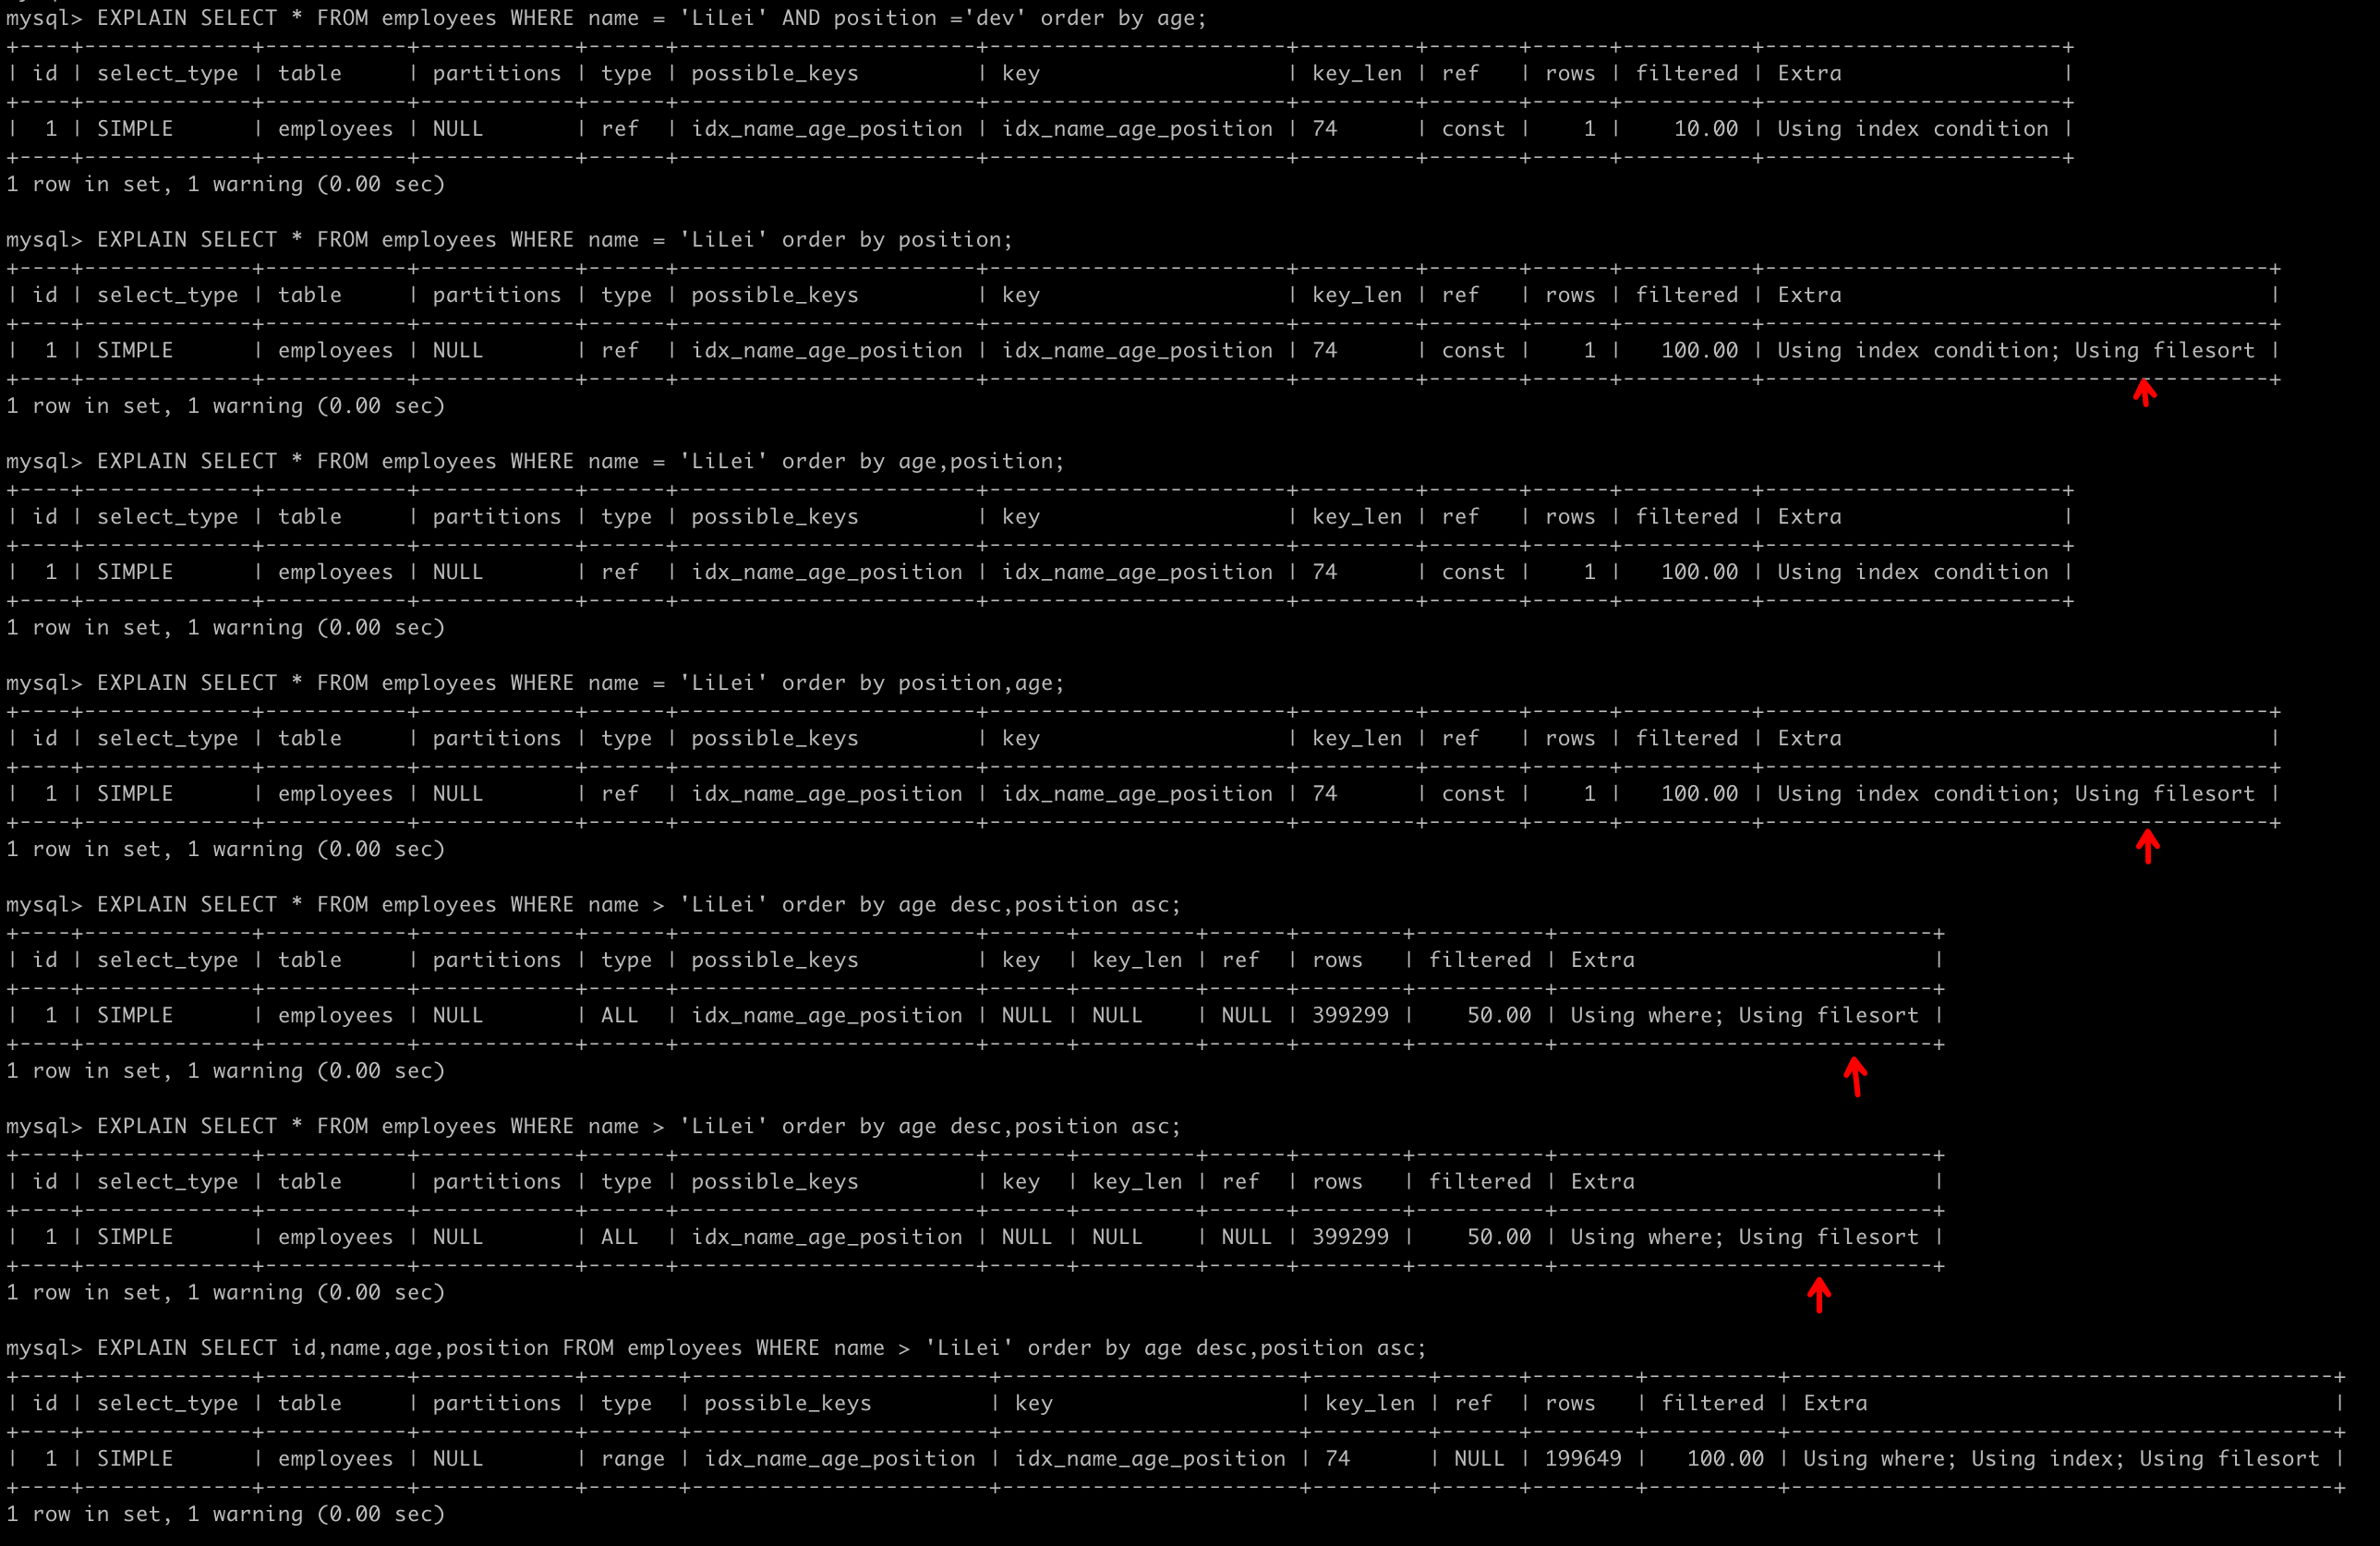 mysql> EXPLAIN SELECT * FROM employees WHERE name = 'LiLei' AND position ='dev' order by age;
+----+-------------+-----------+------------+------+-----------------------+-----------------------+---------+-------+------+----------+-----------------------+
| id | select_type | table     | partitions | type | possible_keys         | key                   | key_len | ref   | rows | filtered | Extra                 |
+----+-------------+-----------+------------+------+-----------------------+-----------------------+---------+-------+------+----------+-----------------------+
|  1 | SIMPLE      | employees | NULL       | ref  | idx_name_age_position | idx_name_age_position | 74      | const |    1 |    10.00 | Using index condition |
+----+-------------+-----------+------------+------+-----------------------+-----------------------+---------+-------+------+----------+-----------------------+
1 row in set, 1 warning (0.00 sec)

mysql> EXPLAIN SELECT * FROM employees WHERE name = 'LiLei' order by position;
+----+-------------+-----------+------------+------+-----------------------+-----------------------+---------+-------+------+----------+---------------------------------------+
| id | select_type | table     | partitions | type | possible_keys         | key                   | key_len | ref   | rows | filtered | Extra                                 |
+----+-------------+-----------+------------+------+-----------------------+-----------------------+---------+-------+------+----------+---------------------------------------+
|  1 | SIMPLE      | employees | NULL       | ref  | idx_name_age_position | idx_name_age_position | 74      | const |    1 |   100.00 | Using index condition; Using filesort |
+----+-------------+-----------+------------+------+-----------------------+-----------------------+---------+-------+------+----------+---------------------------------------+
1 row in set, 1 warning (0.00 sec)

mysql> EXPLAIN SELECT * FROM employees WHERE name = 'LiLei' order by age,position;
+----+-------------+-----------+------------+------+-----------------------+-----------------------+---------+-------+------+----------+-----------------------+
| id | select_type | table     | partitions | type | possible_keys         | key                   | key_len | ref   | rows | filtered | Extra                 |
+----+-------------+-----------+------------+------+-----------------------+-----------------------+---------+-------+------+----------+-----------------------+
|  1 | SIMPLE      | employees | NULL       | ref  | idx_name_age_position | idx_name_age_position | 74      | const |    1 |   100.00 | Using index condition |
+----+-------------+-----------+------------+------+-----------------------+-----------------------+---------+-------+------+----------+-----------------------+
1 row in set, 1 warning (0.00 sec)

mysql> EXPLAIN SELECT * FROM employees WHERE name = 'LiLei' order by position,age;
+----+-------------+-----------+------------+------+-----------------------+-----------------------+---------+-------+------+----------+---------------------------------------+
| id | select_type | table     | partitions | type | possible_keys         | key                   | key_len | ref   | rows | filtered | Extra                                 |
+----+-------------+-----------+------------+------+-----------------------+-----------------------+---------+-------+------+----------+---------------------------------------+
|  1 | SIMPLE      | employees | NULL       | ref  | idx_name_age_position | idx_name_age_position | 74      | const |    1 |   100.00 | Using index condition; Using filesort |
+----+-------------+-----------+------------+------+-----------------------+-----------------------+---------+-------+------+----------+---------------------------------------+
1 row in set, 1 warning (0.00 sec)

mysql> EXPLAIN SELECT * FROM employees WHERE name > 'LiLei' order by age desc,position asc;
+----+-------------+-----------+------------+------+-----------------------+------+---------+------+--------+----------+-----------------------------+
| id | select_type | table     | partitions | type | possible_keys         | key  | key_len | ref  | rows   | filtered | Extra                       |
+----+-------------+-----------+------------+------+-----------------------+------+---------+------+--------+----------+-----------------------------+
|  1 | SIMPLE      | employees | NULL       | ALL  | idx_name_age_position | NULL | NULL    | NULL | 399299 |    50.00 | Using where; Using filesort |
+----+-------------+-----------+------------+------+-----------------------+------+---------+------+--------+----------+-----------------------------+
1 row in set, 1 warning (0.00 sec)

mysql> EXPLAIN SELECT * FROM employees WHERE name > 'LiLei' order by age desc,position asc;
+----+-------------+-----------+------------+------+-----------------------+------+---------+------+--------+----------+-----------------------------+
| id | select_type | table     | partitions | type | possible_keys         | key  | key_len | ref  | rows   | filtered | Extra                       |
+----+-------------+-----------+------------+------+-----------------------+------+---------+------+--------+----------+-----------------------------+
|  1 | SIMPLE      | employees | NULL       | ALL  | idx_name_age_position | NULL | NULL    | NULL | 399299 |    50.00 | Using where; Using filesort |
+----+-------------+-----------+------------+------+-----------------------+------+---------+------+--------+----------+-----------------------------+
1 row in set, 1 warning (0.00 sec)

mysql> EXPLAIN SELECT id,name,age,position FROM employees WHERE name > 'LiLei' order by age desc,position asc;
+----+-------------+-----------+------------+-------+-----------------------+-----------------------+---------+------+--------+----------+------------------------------------------+
| id | select_type | table     | partitions | type  | possible_keys         | key                   | key_len | ref  | rows   | filtered | Extra                                    |
+----+-------------+-----------+------------+-------+-----------------------+-----------------------+---------+------+--------+----------+------------------------------------------+
|  1 | SIMPLE      | employees | NULL       | range | idx_name_age_position | idx_name_age_position | 74      | NULL | 199649 |   100.00 | Using where; Using index; Using filesort |
+----+-------------+-----------+------------+-------+-----------------------+-----------------------+---------+------+--------+----------+------------------------------------------+
1 row in set, 1 warning (0.00 sec)